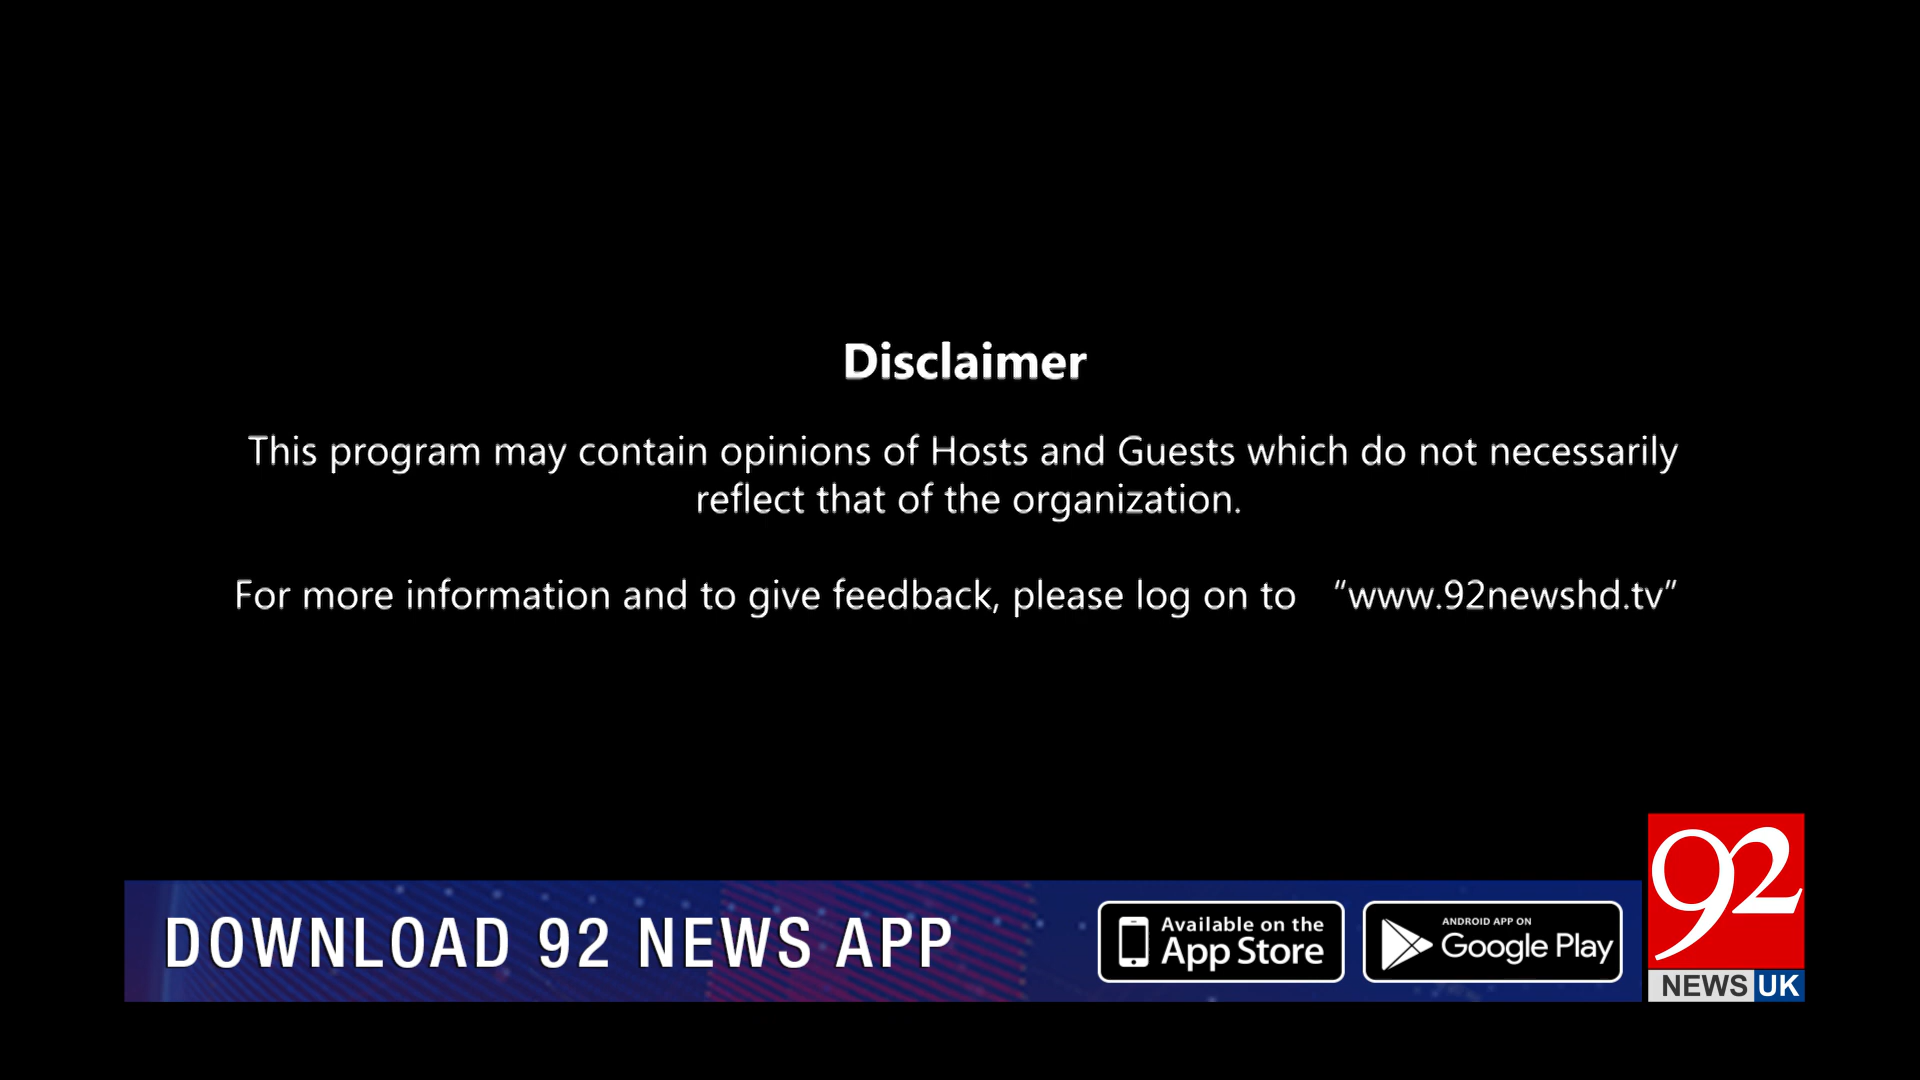 Disclaimer
This program may contain opinions of Hosts and Guests which do not necessarily
reflect that of the organization.
For more information and to give feedback, please log on to “www.92newshd.tv”
DOWNLOAD 92 NEWS APP
Available on the
App Store
ANDROID APP ON
Google Play
92
NEWS UK